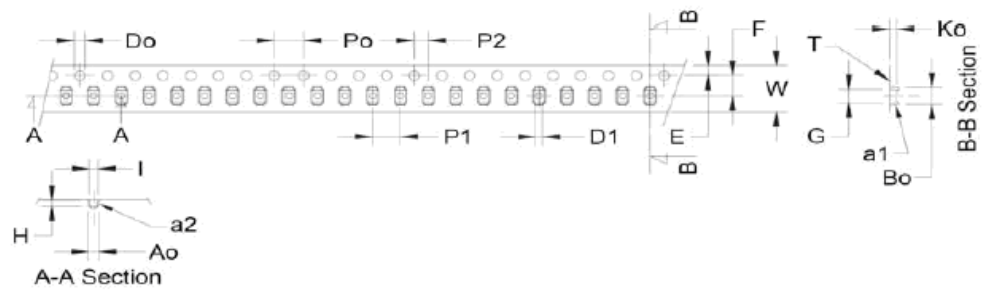 Do Po P2 B F T Ko
W
A A P1 D1 E B G a1 Bo B-B Section
I
H a2
Ao
A-A Section